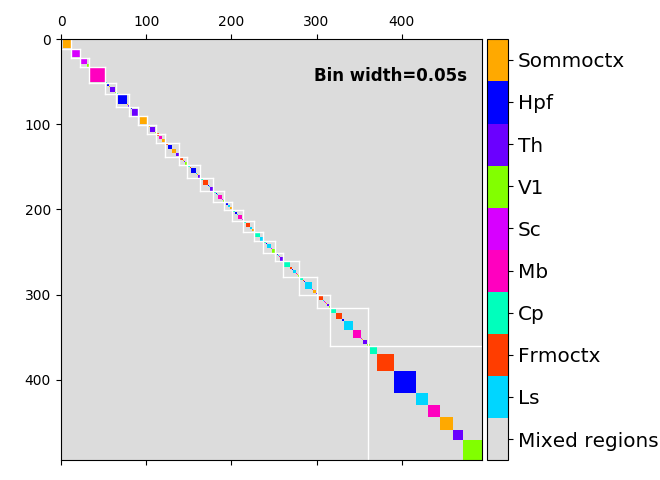 0 100 200 300 400
0
100
200
300
400
Bin width=0.05s
Sommoctx
Hpf
Th
V1
Sc
Mb
Cp
Frmoctx
Ls
Mixed regions